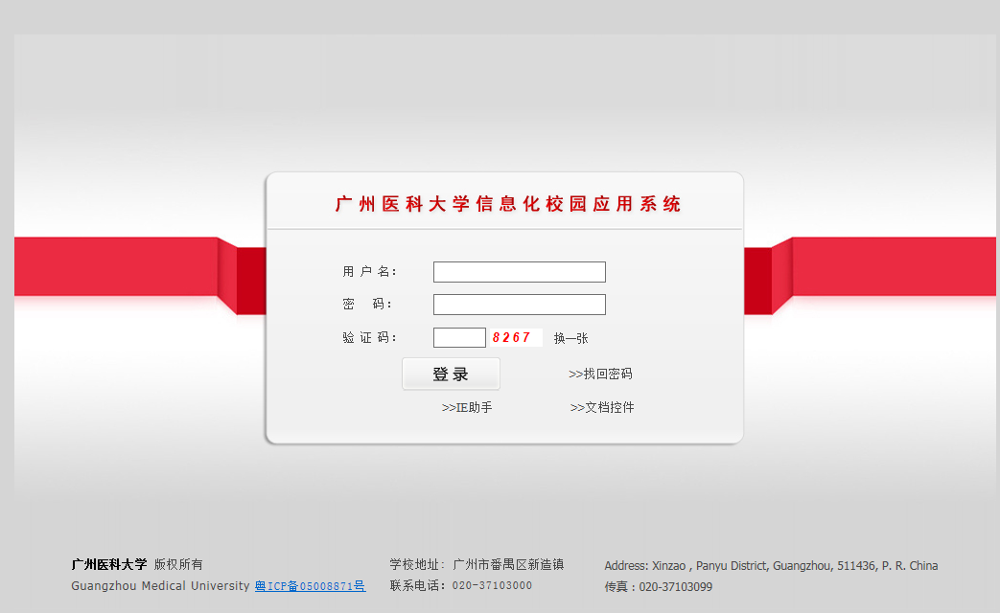 广州医科大学信息化校园应用系统
用 户 名：
密 码：
验 证 码： 8267 换一张
登 录 >>找回密码
>>IE助手 >>文档控件
广州医科大学 版权所有 学校地址：广州市番禺区新造镇 Address: Xinzao , Panyu District, Guangzhou, 511436, P. R. China
Guangzhou Medical University 粤ICP备05008871号 联系电话：020-37103000 传真：020-37103099